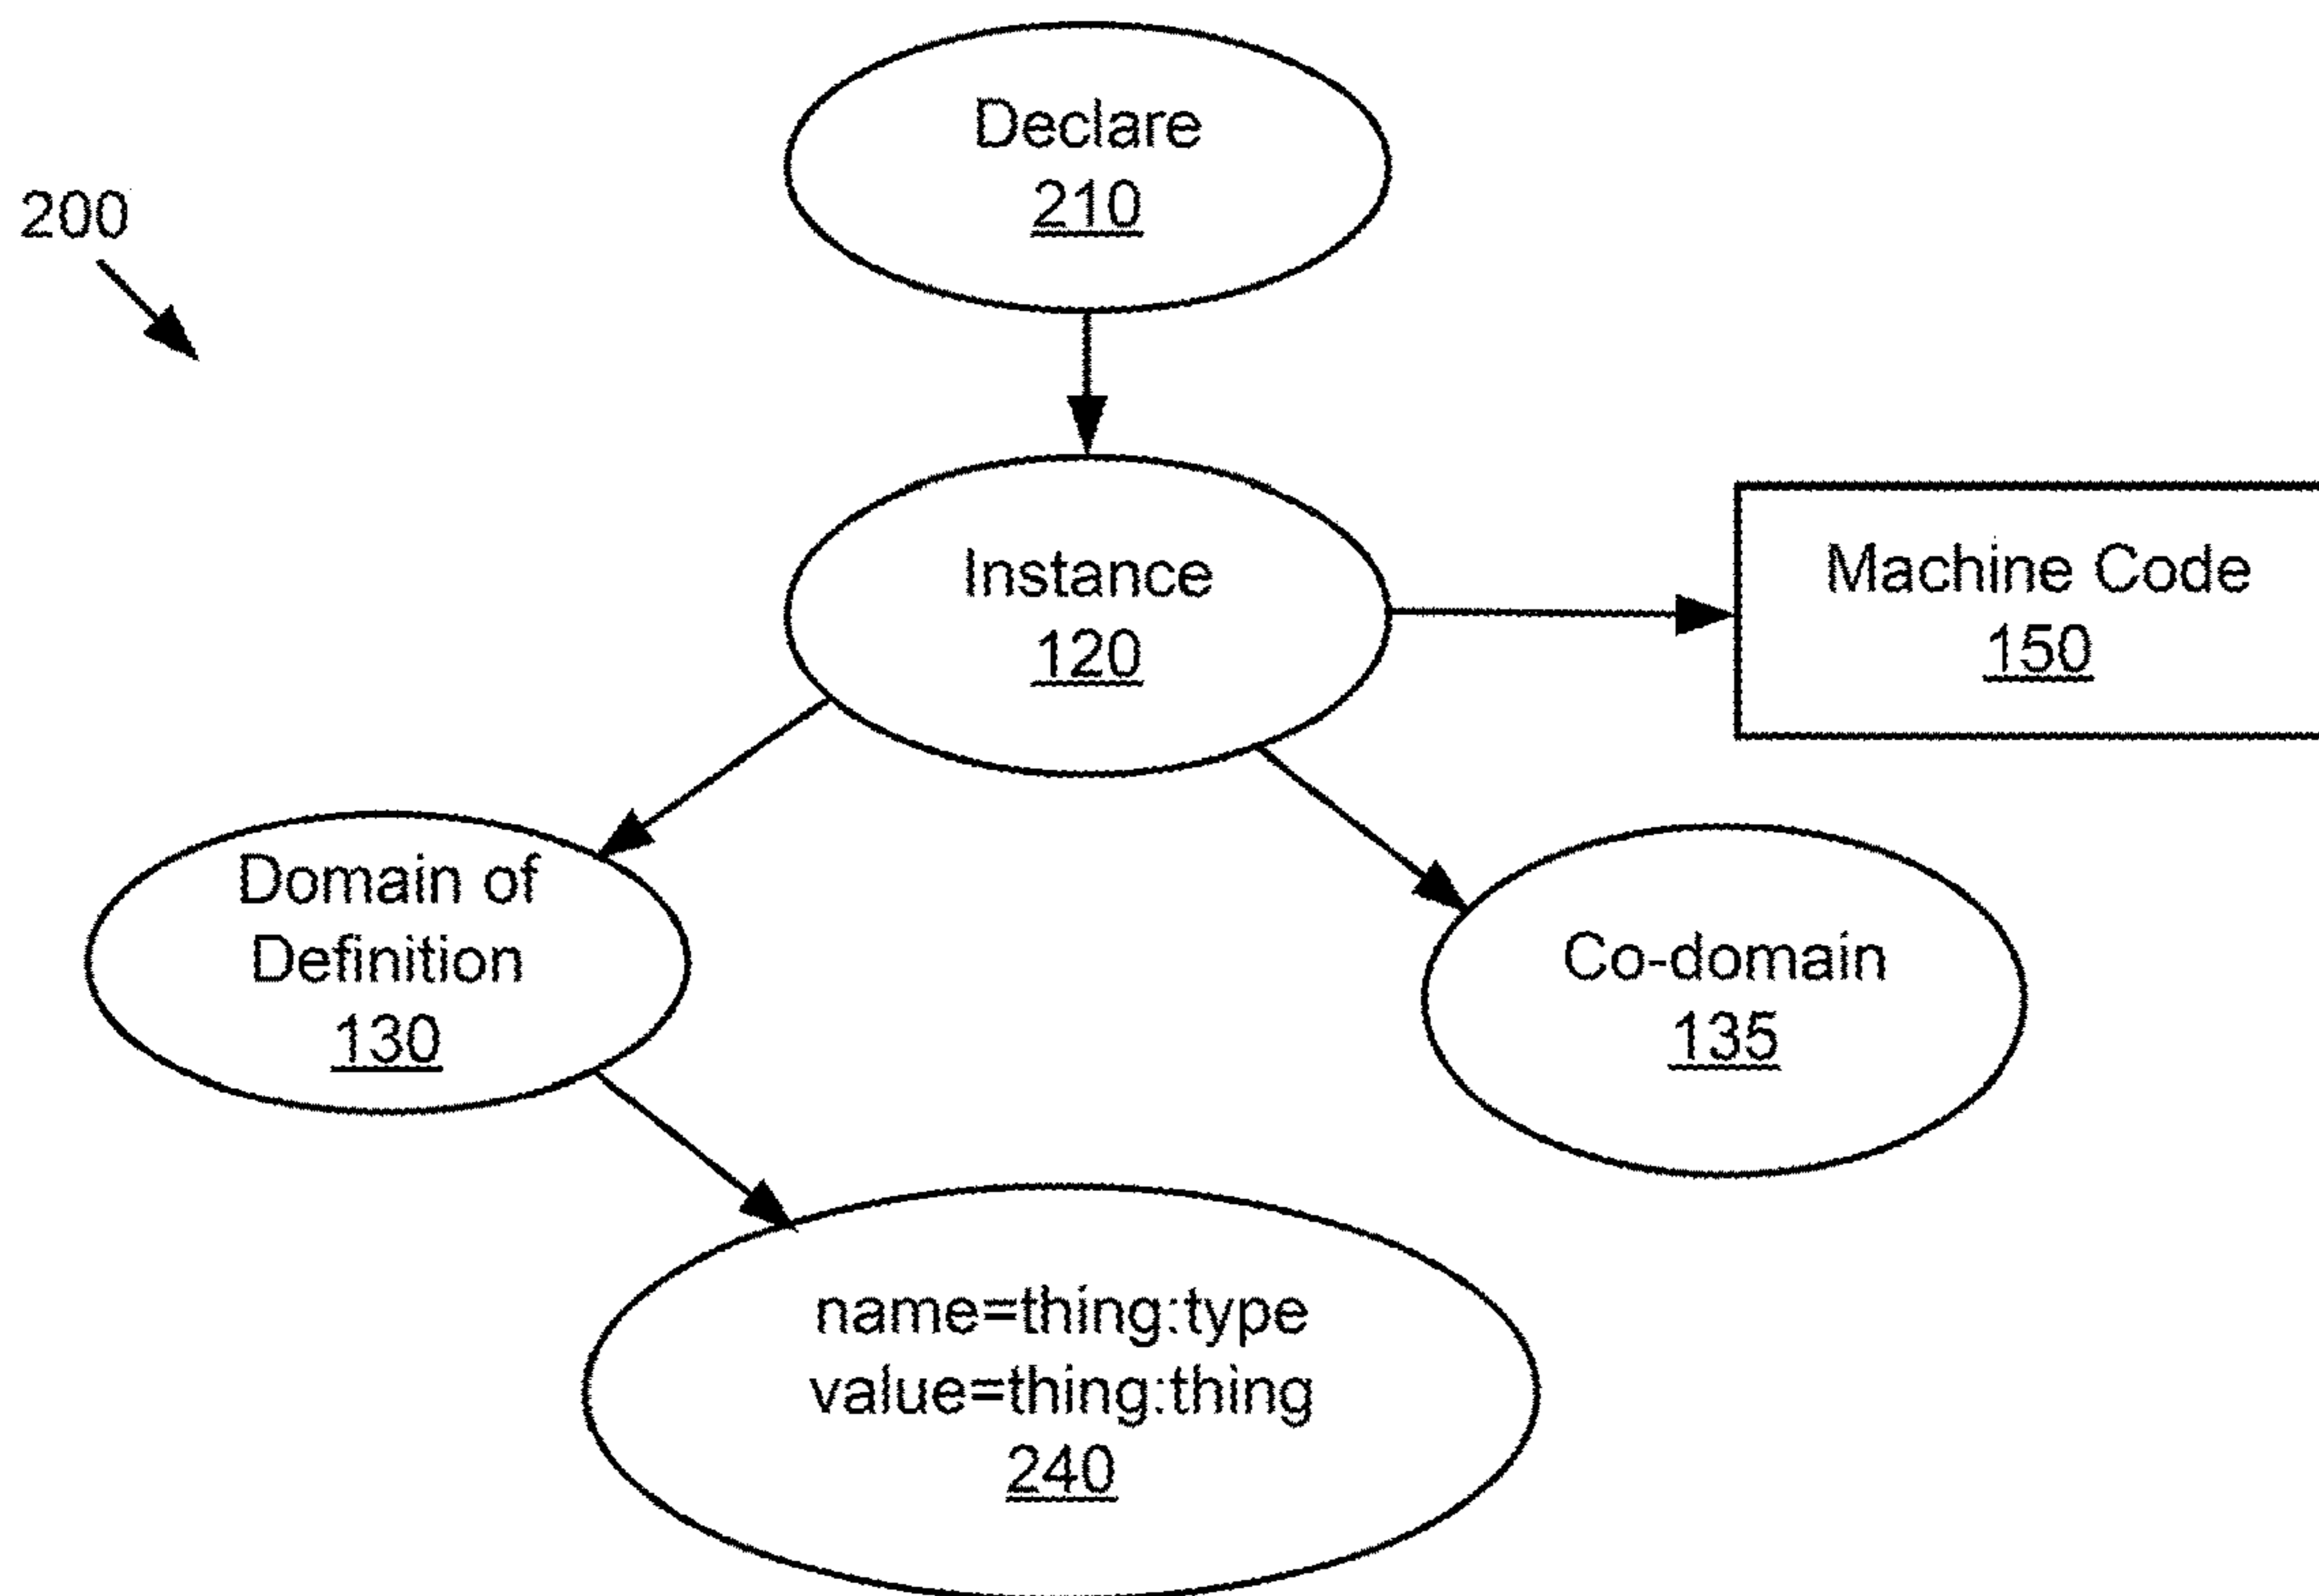 Declare
210
200
Instance
120
Machine Code
150
Domain of
Definition
130
Co-domain
135
name=thing:type
value=thing:thing
240